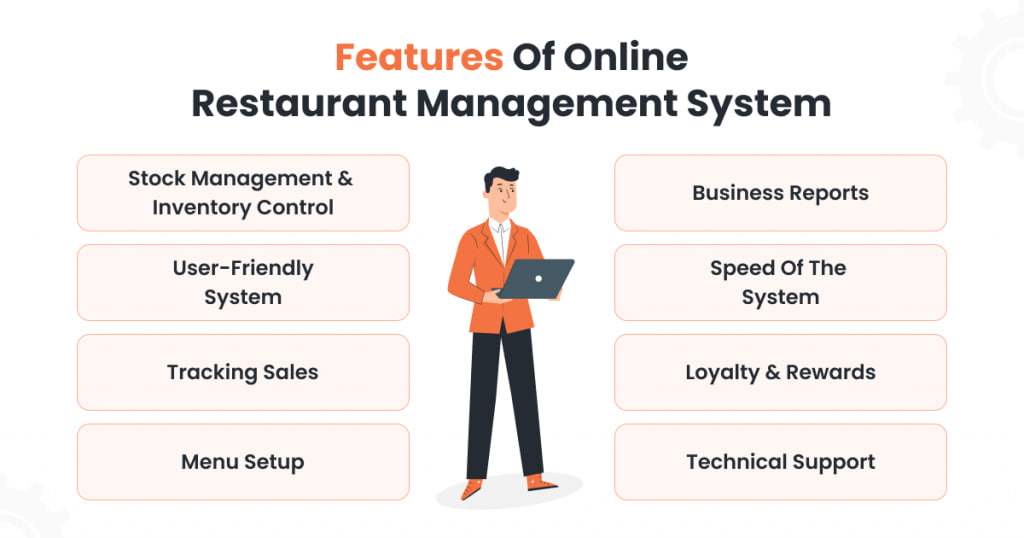 Features Of Online
Restaurant Management System
Stock Management &
Inventory Control
User-Friendly
System
Tracking Sales
Menu Setup
Business Reports
Speed Of The
System
Loyalty & Rewards
Technical Support